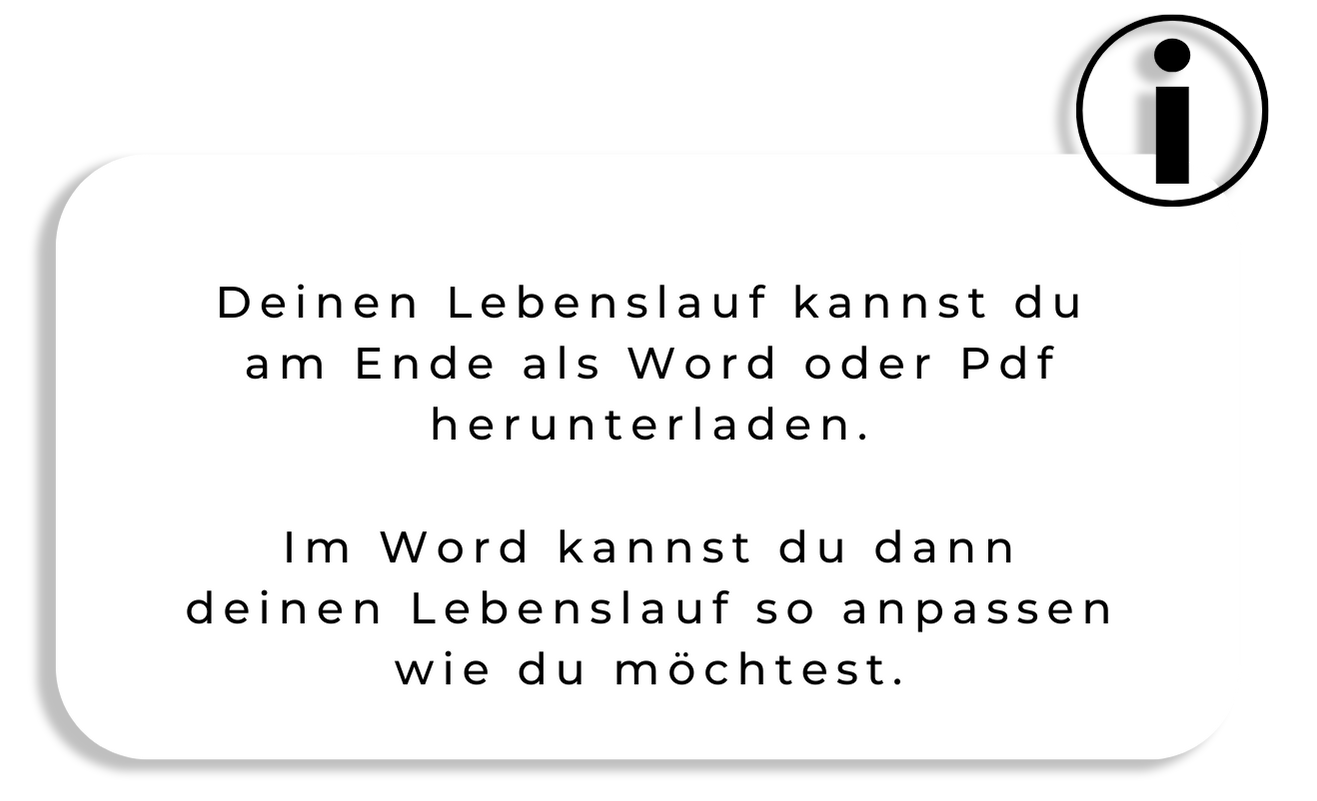 Deinen Lebenslauf kannst du
am Ende als Word oder Pdf
herunterladen.
Im Word kannst du dann
deinen Lebenslauf so anpassen
wie du möchtest.